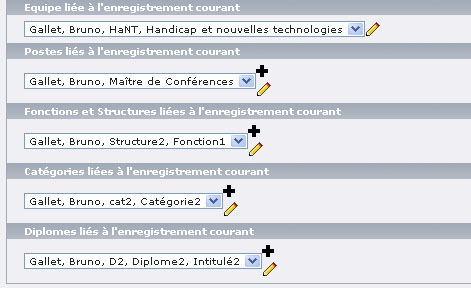 Equipe liée à l'enregistrement courant
Gallet, Bruno, HaNT, Handicap et nouvelles technologies
Postes liés à l'enregistrement courant
Gallet, Bruno, Maître de Conférences
Fonctions et Structures liées à l'enregistrement courant
Gallet, Bruno, Structure2, Fonction1
Catégories liées à l'enregistrement courant
Gallet, Bruno, cat2, Catégorie2
Diplomes liés à l'enregistrement courant
Gallet, Bruno, D2, Diplome2, Intitulé2